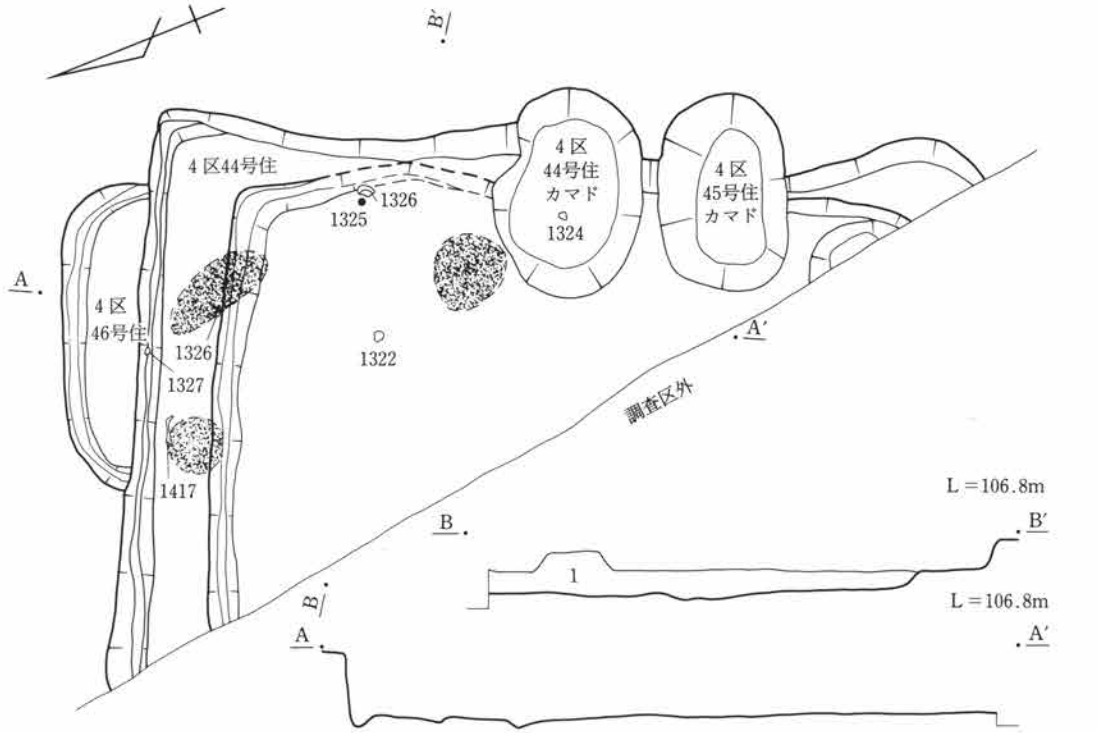 B′
4区44号住
4区
44号住
カマド
1324
4区
45号住
カマド
1326
1325
A
4区
46号住
1326
1327
1322
A′
調査区外
1417
L＝106.8m
B
B′
1
L＝106.8m
B
A
A′